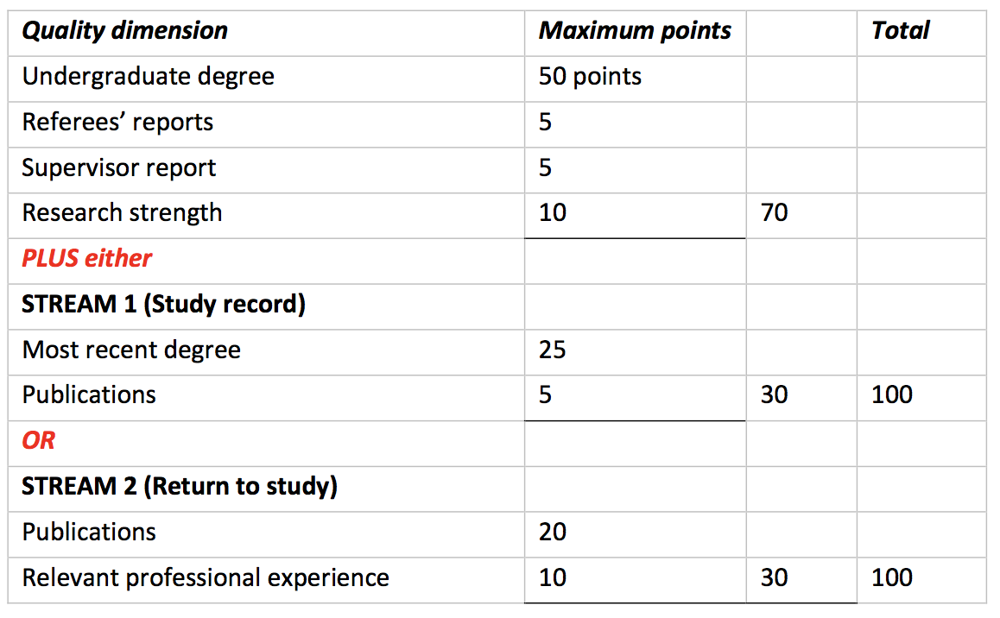 Quality dimension Maximum points Total
Undergraduate degree 50 points
Referees’ reports 5
Supervisor report 5
Research strength 10 70
PLUS either
STREAM 1 (Study record)
Most recent degree 25
Publications 5 30 100
OR
STREAM 2 (Return to study)
Publications 20
Relevant professional experience 10 30 100